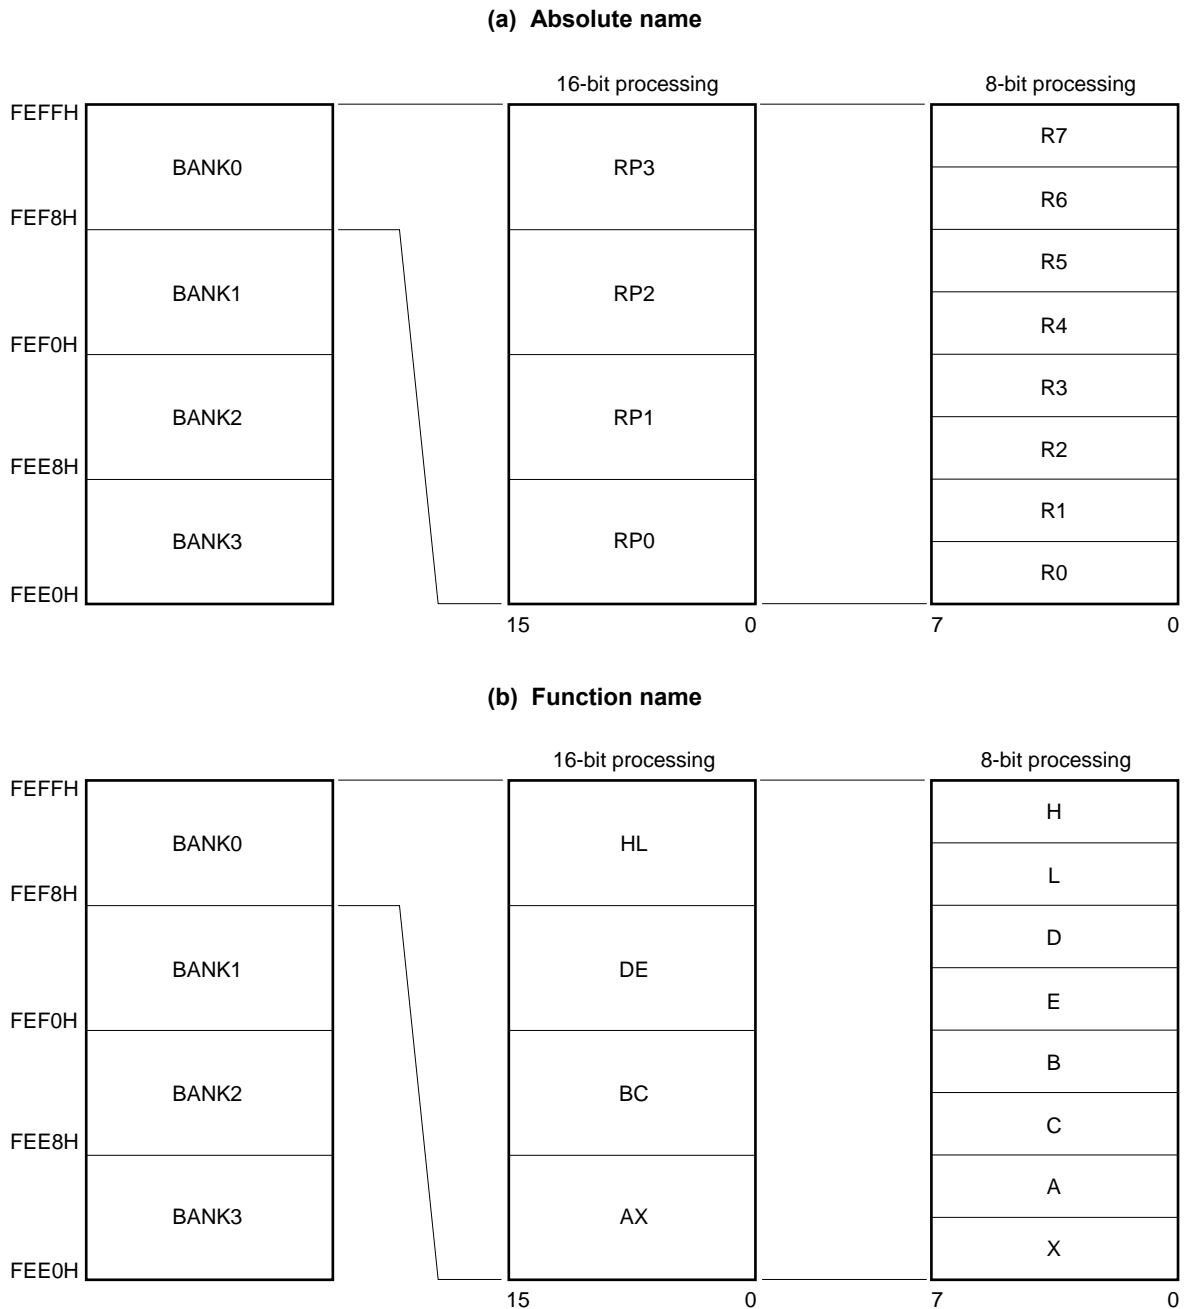 (a) Absolute name
16-bit processing 8-bit processing
FEFFH
R7
BANK0 RP3
R6
FEF8H
R5
BANK1 RP2
R4
FEF0H
R3
BANK2 RP1
R2
FEE8H
R1
BANK3 RP0
R0
FEE0H
15 0 7 0
(b) Function name
16-bit processing 8-bit processing
FEFFH
H
BANK0 HL
L
FEF8H
D
BANK1 DE
E
FEF0H
B
BANK2 BC
C
FEE8H
A
BANK3 AX
X
FEE0H
15 0 7 0